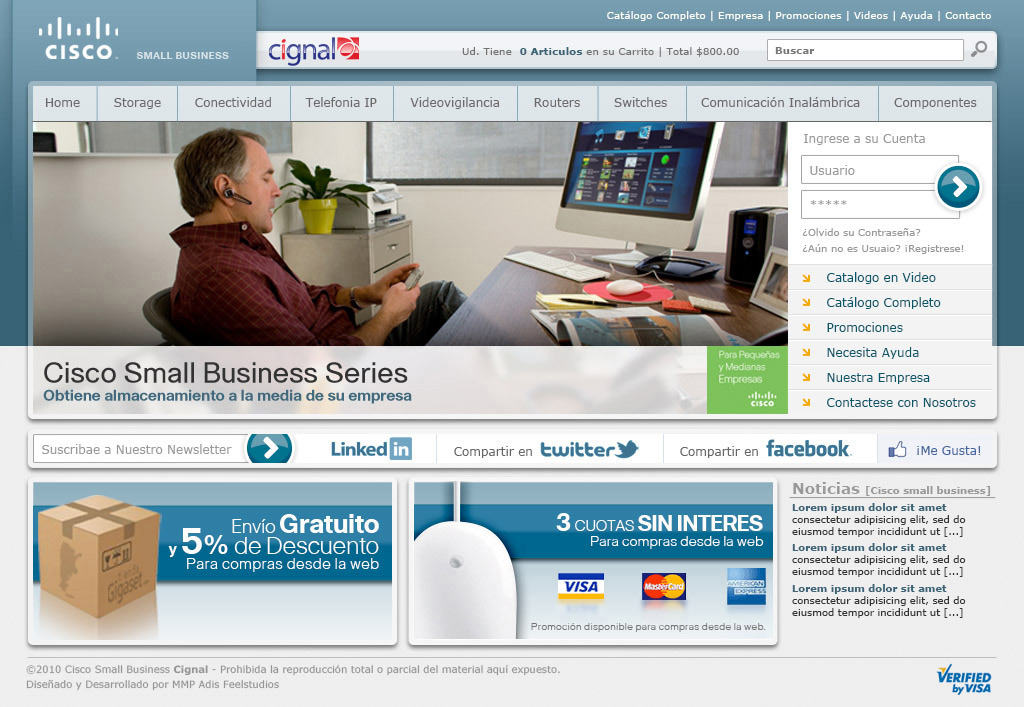 Catálogo Completo | Empresa | Promociones | Videos | Ayuda | Contacto
CISCO. SMALL BUSINESS
cignal
Ud. Tiene 0 Articulos en su Carrito | Total $800.00
Buscar
Home
Storage
Conectividad
Telefonia IP
Videovigilancia
Routers
Switches
Comunicación Inalámbrica
Componentes
Ingrese a su Cuenta
Usuario
*****
¿Olvido su Contraseña?
¿Aún no es Usuaio? ¡Registrese!
Catalogo en Video
Catálogo Completo
Promociones
Necesita Ayuda
Nuestra Empresa
Contactese con Nosotros
Cisco Small Business Series
Obtiene almacenamiento a la media de su empresa
Para Pequeñas
y Medianas
Empresas
CISCO
Suscribae a Nuestro Newsletter
Linked in
Compartir en twitter
Compartir en facebook.
¡Me Gusta!
Envío Gratuito
y 5% de Descuento
Para compras desde la web
tienda
Gigaset.cl
3 CUOTAS SIN INTERES
Para compras desde la web
VISA
MasterCard
AMERICAN EXPRESS
Promoción disponible para compras desde la web.
Noticias [Cisco small business]
Lorem ipsum dolor sit amet
consectetur adipisicing elit, sed do
eiusmod tempor incididunt ut [...]
Lorem ipsum dolor sit amet
consectetur adipisicing elit, sed do
eiusmod tempor incididunt ut [...]
Lorem ipsum dolor sit amet
consectetur adipisicing elit, sed do
eiusmod tempor incididunt ut [...]
©2010 Cisco Small Business Cignal - Prohibida la reproducción total o parcial del material aquí expuesto.
Diseñado y Desarrollado por MMP Adis Feelstudios
VERIFIED
by VISA